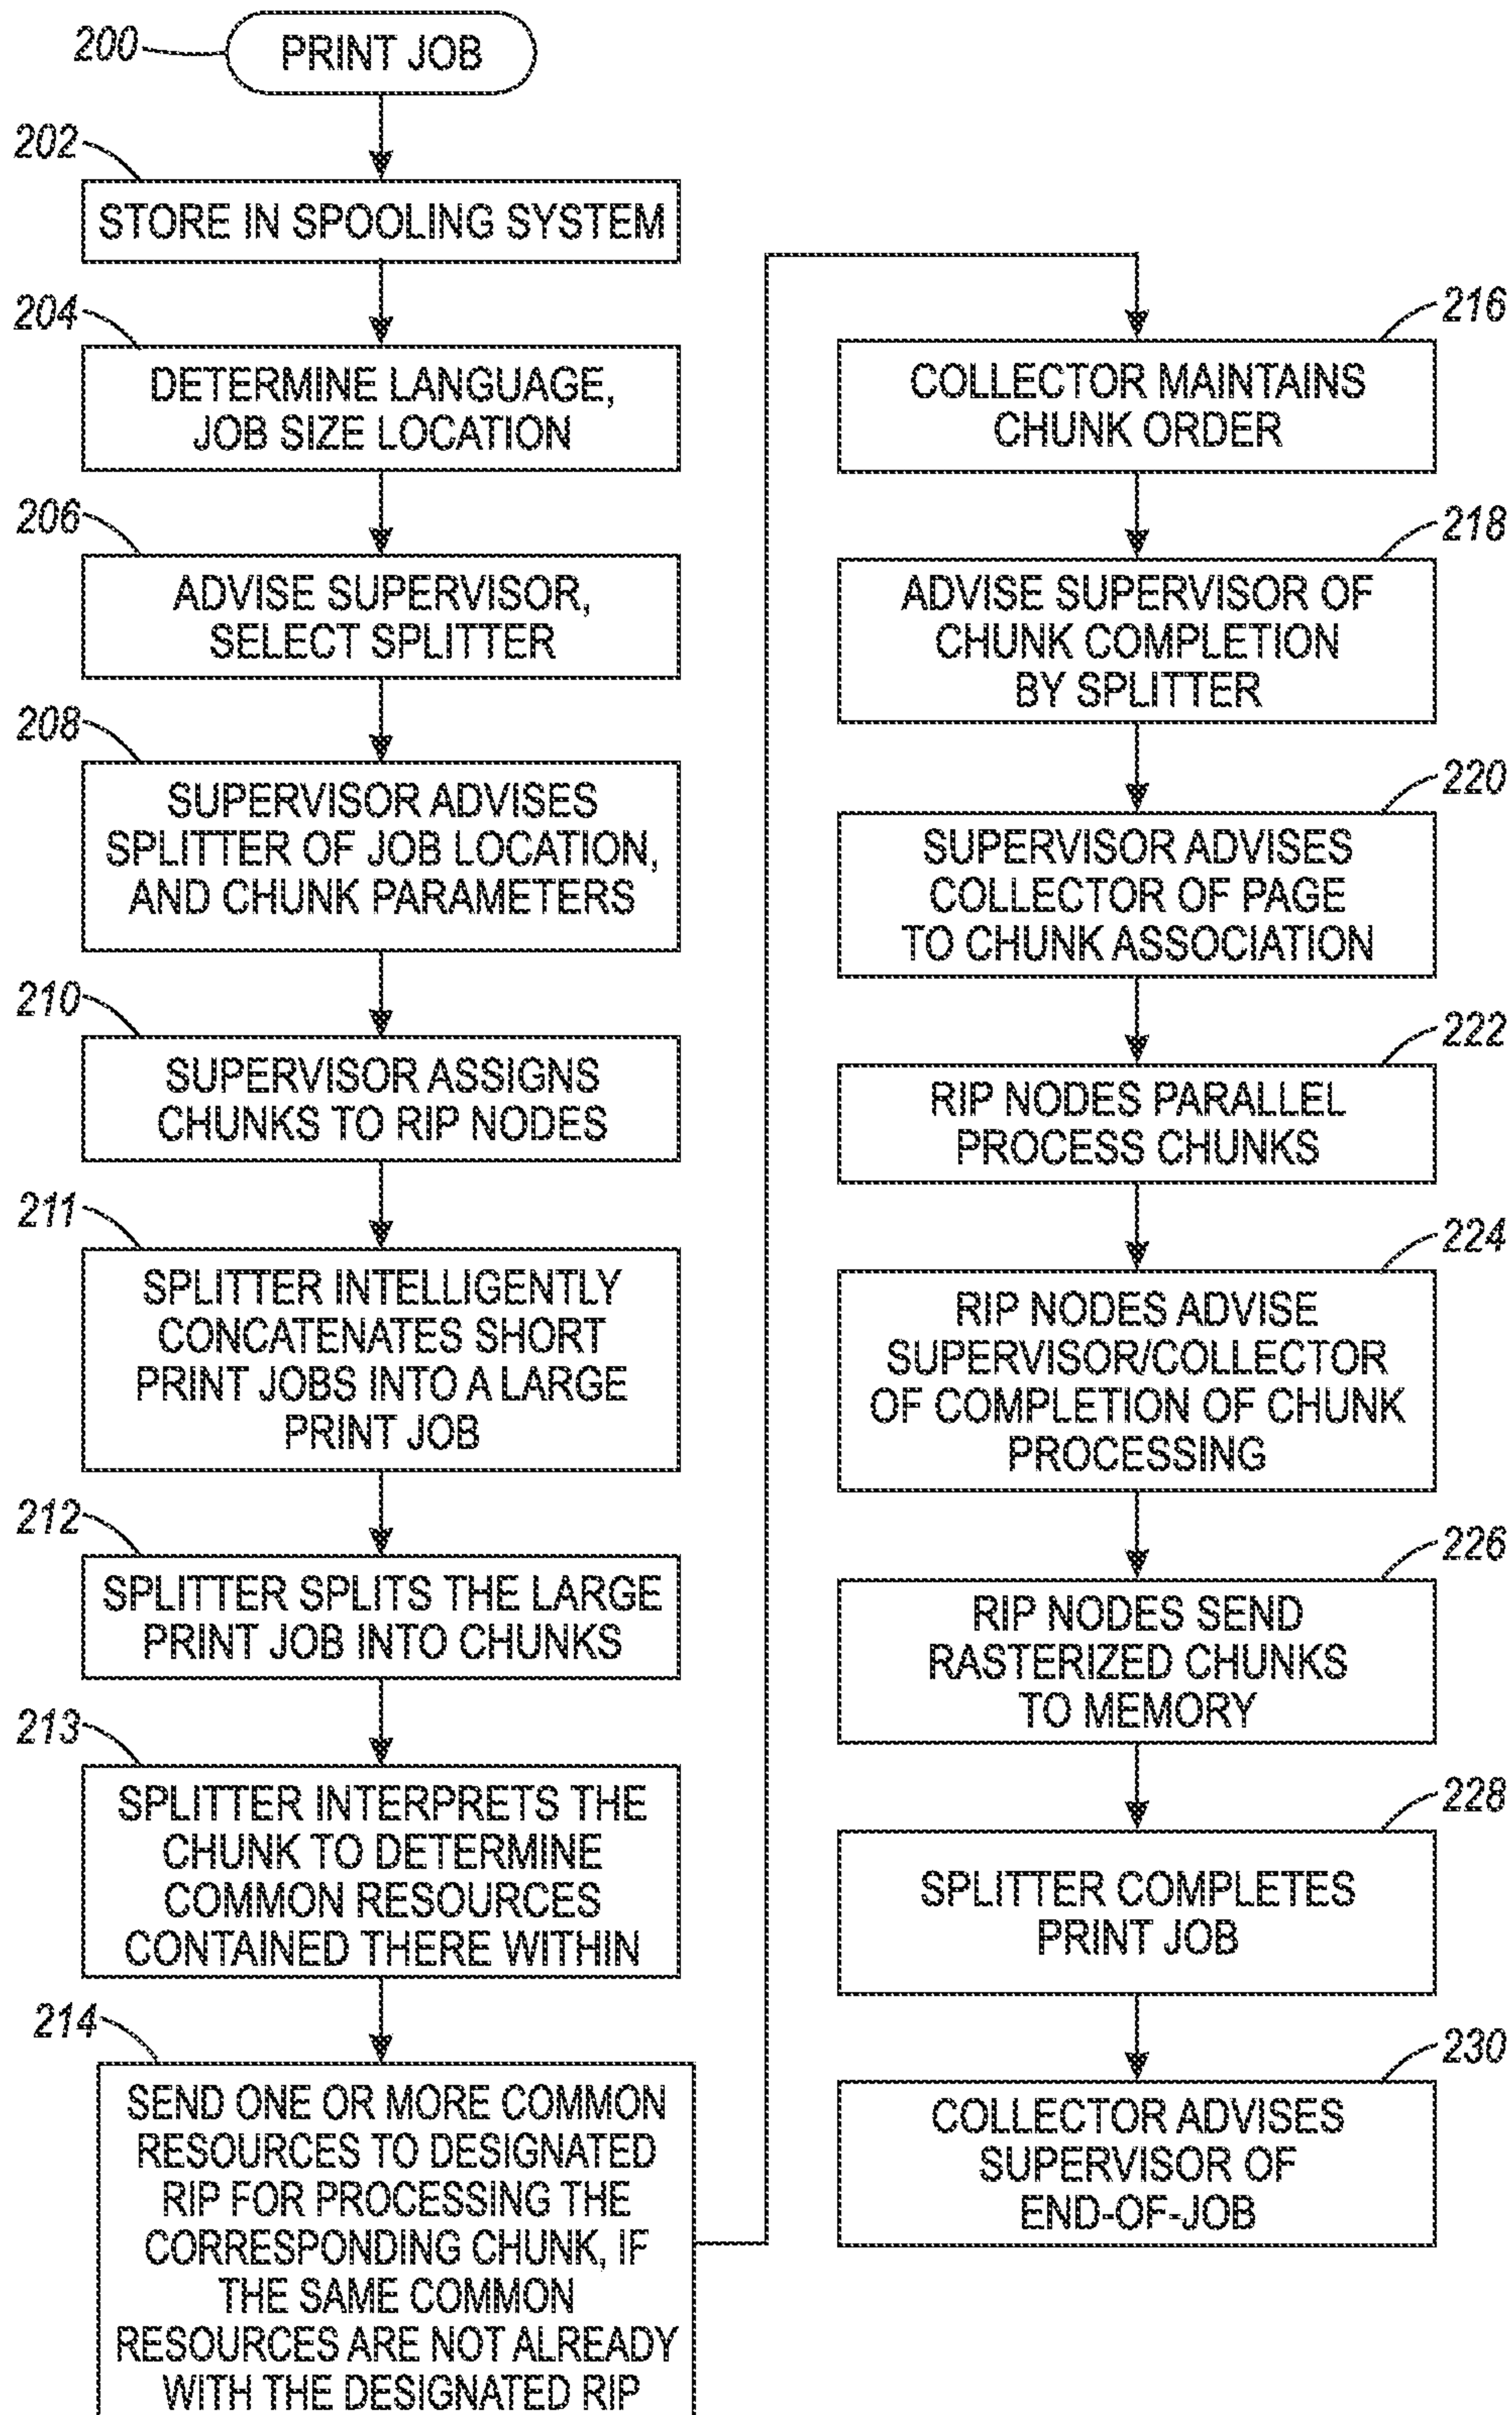 200
PRINT JOB
202
STORE IN SPOOLING SYSTEM
204
DETERMINE LANGUAGE,
JOB SIZE LOCATION
206
ADVISE SUPERVISOR,
SELECT SPLITTER
208
SUPERVISOR ADVISES
SPLITTER OF JOB LOCATION,
AND CHUNK PARAMETERS
210
SUPERVISOR ASSIGNS
CHUNKS TO RIP NODES
211
SPLITTER INTELLIGENTLY
CONCATENATES SHORT
PRINT JOBS INTO A LARGE
PRINT JOB
212
SPLITTER SPLITS THE LARGE
PRINT JOB INTO CHUNKS
213
SPLITTER INTERPRETS THE
CHUNK TO DETERMINE
COMMON RESOURCES
CONTAINED THERE WITHIN
214
SEND ONE OR MORE COMMON
RESOURCES TO DESIGNATED
RIP FOR PROCESSING THE
CORRESPONDING CHUNK, IF
THE SAME COMMON
RESOURCES ARE NOT ALREADY
WITH THE DESIGNATED RIP
216
COLLECTOR MAINTAINS
CHUNK ORDER
218
ADVISE SUPERVISOR OF
CHUNK COMPLETION
BY SPLITTER
220
SUPERVISOR ADVISES
COLLECTOR OF PAGE
TO CHUNK ASSOCIATION
222
RIP NODES PARALLEL
PROCESS CHUNKS
224
RIP NODES ADVISE
SUPERVISOR/COLLECTOR
OF COMPLETION OF CHUNK
PROCESSING
226
RIP NODES SEND
RASTERIZED CHUNKS
TO MEMORY
228
SPLITTER COMPLETES
PRINT JOB
230
COLLECTOR ADVISES
SUPERVISOR OF
END-OF-JOB